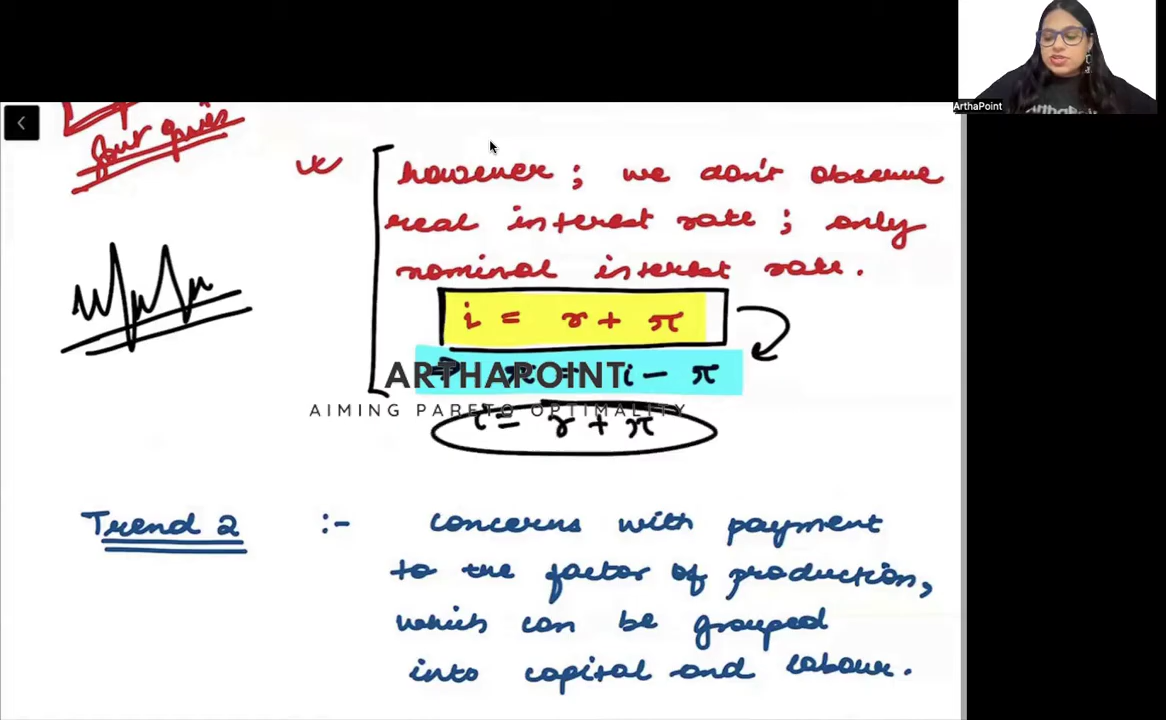 ArthaPoint
four gives
however ; we don't observe
real interest rate ; only
nominal interest rate.
i = r + π
⇒ r = i - π
ARTHAPOINT
AIMING PARETO OPTIMALITY
i = r + π
Trend 2 :- concerns with payment
to the factor of production,
which can be grouped
into capital and labour.